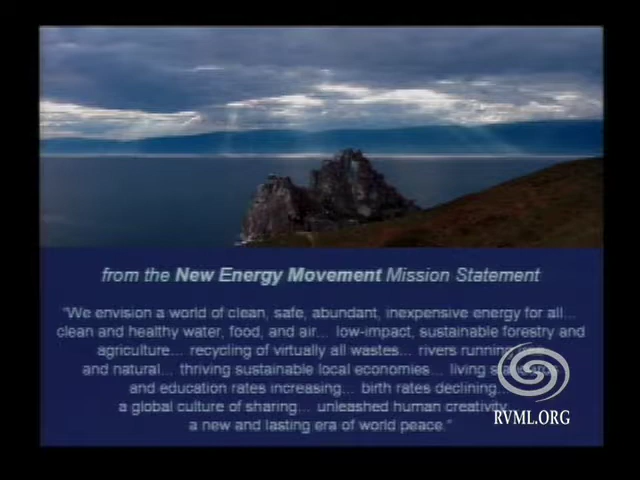 from the New Energy Movement Mission Statement
"We envision a world of clean, safe, abundant, inexpensive energy for all...
clean and healthy water, food, and air... low-impact, sustainable forestry and
agriculture... recycling of virtually all wastes... rivers running
and natural... thriving sustainable local economies... living standards
and education rates increasing... birth rates declining...
a global culture of sharing... unleashed human creativity
a new and lasting era of world peace."
RVML.ORG